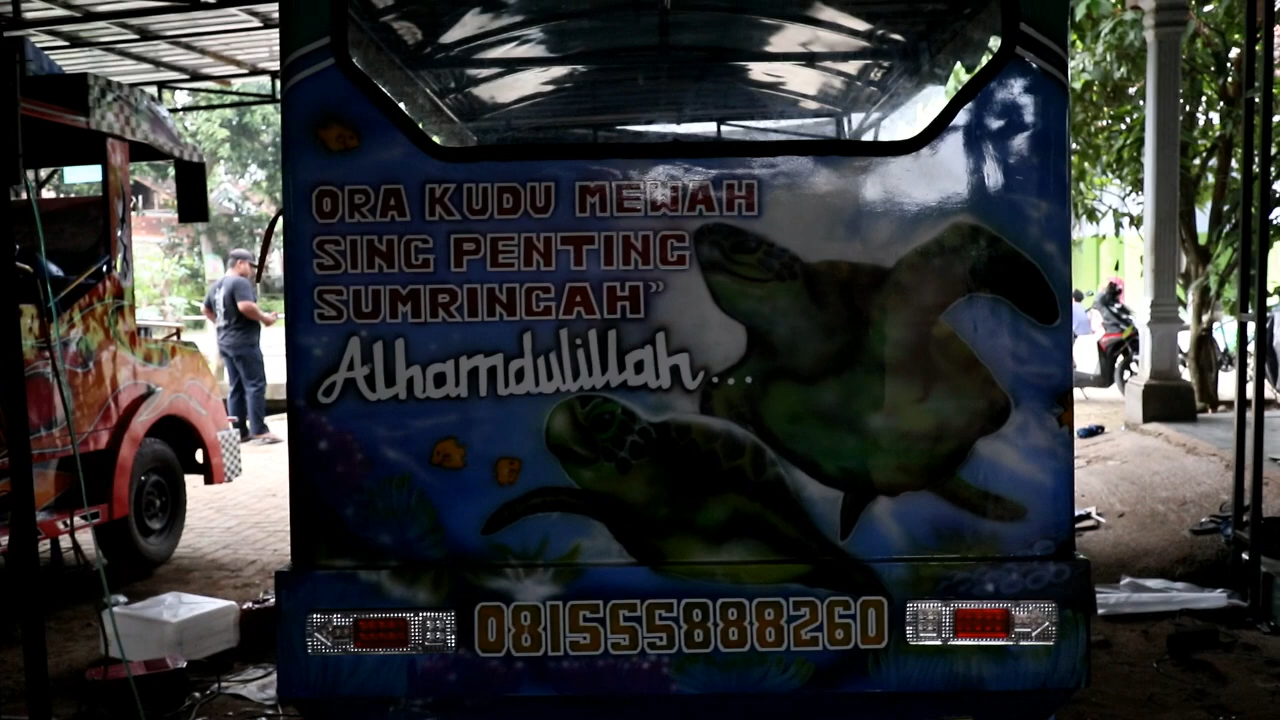 ORA KUDU MEWAH
SING PENTING
SUMRINGAH"
Alhamdulillah...
081555888260